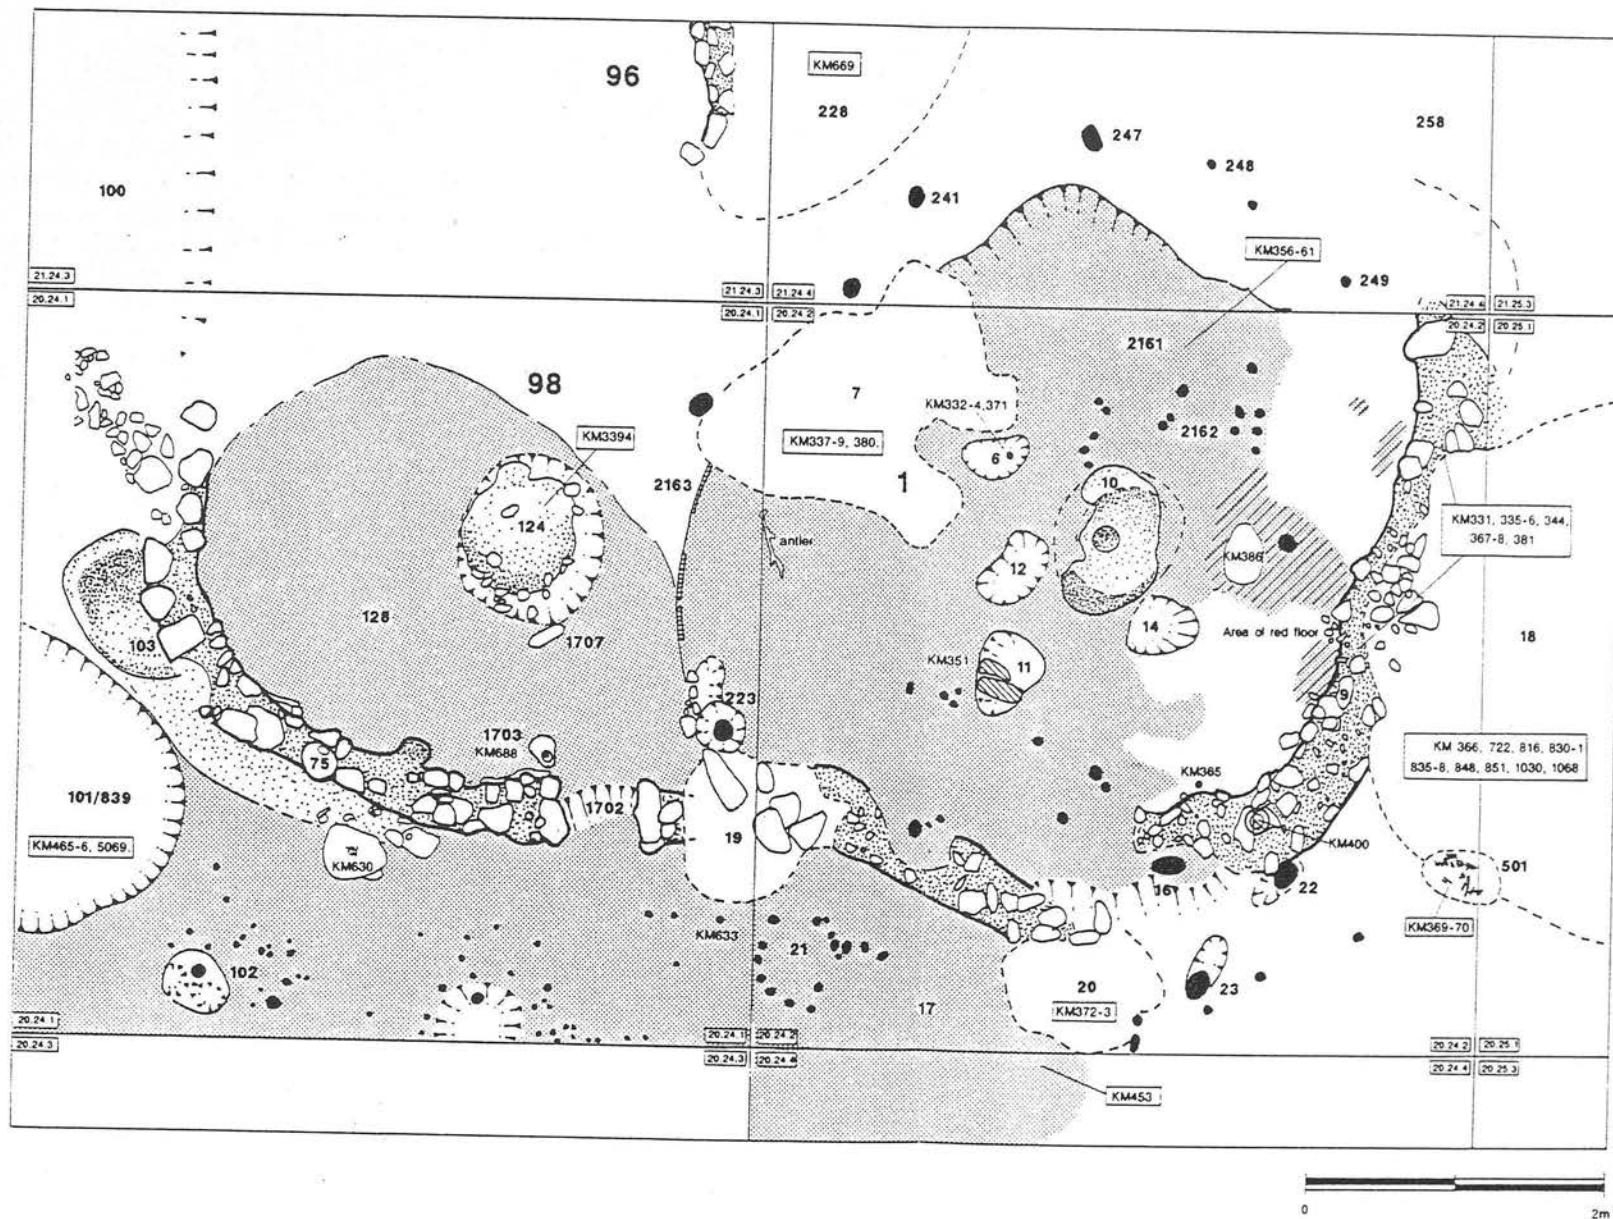 96
KM669
228
247
258
248
100
241
KM356-61
249
21.24.3
20.24.1
21.24.3
21.24.4
20.24.1
20.24.2
21.24.4
21.25.3
20.24.2
20.25.1
2161
98
7
KM332-4,371
2162
KM3394
KM337-9, 380.
6
1
2163
10
124
antler
KM331, 335-6, 344,
367-8, 381
KM386
12
128
1707
14
Area of red floor
18
103
KM351
11
223
9
1703
KM688
75
KM 366, 722, 816, 830-1
835-8, 848, 851, 1030, 1068
KM365
101/839
1702
19
KM400
KM465-6, 5069.
KM630
16
22
501
KM633
KM369-70
21
102
23
20
KM372-3
17
20.24.1
20.24.3
20.24.1
20.24.2
20.24.3
20.24.4
20.24.2
20.25.1
20.24.4
20.25.3
KM453
0
2m